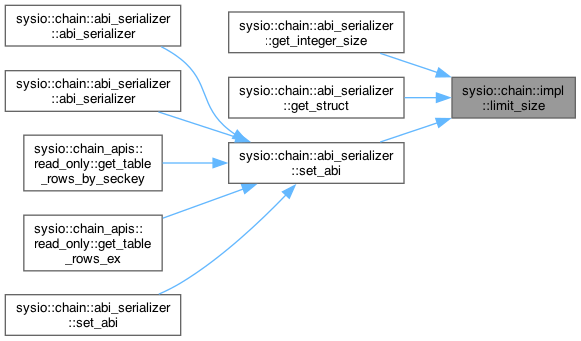 sysio::chain::abi_serializer
::abi_serializer
sysio::chain::abi_serializer
::abi_serializer
sysio::chain_apis::
read_only::get_table
_rows_by_seckey
sysio::chain_apis::
read_only::get_table
_rows_ex
sysio::chain::abi_serializer
::set_abi
sysio::chain::abi_serializer
::get_integer_size
sysio::chain::abi_serializer
::get_struct
sysio::chain::abi_serializer
::set_abi
sysio::chain::impl
::limit_size